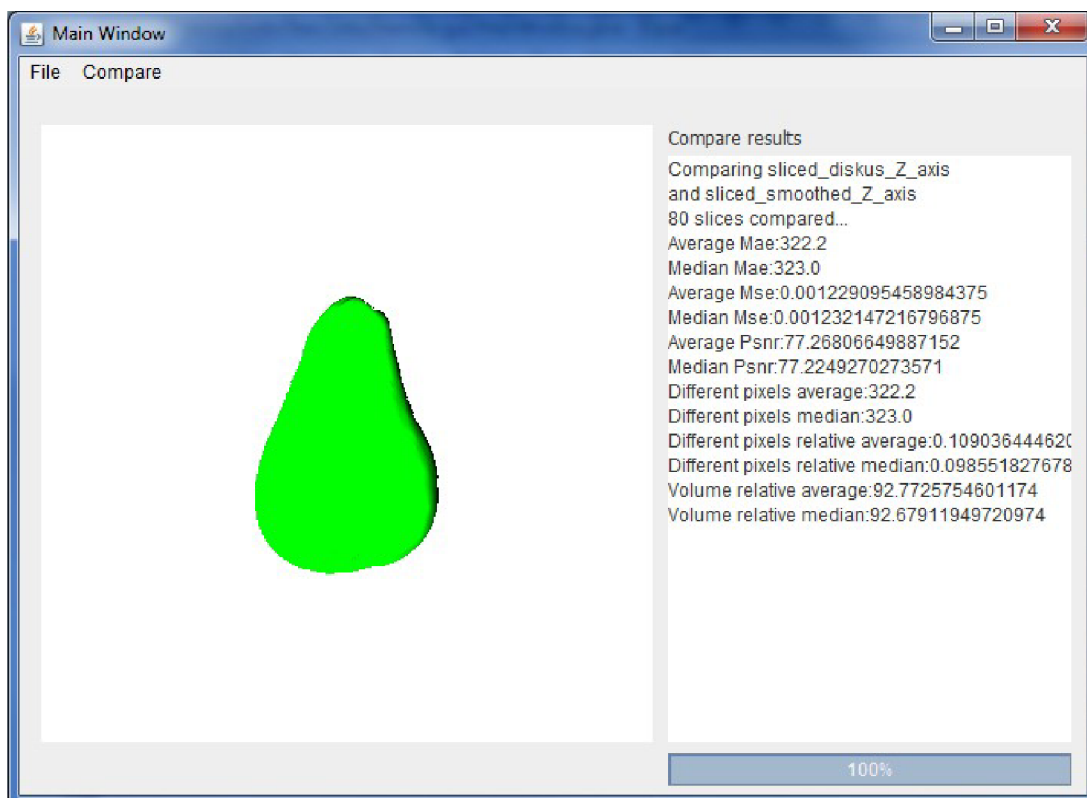 Main Window
File Compare
Compare results
Comparing sliced_diskus_Z_axis
and sliced_smoothed_Z_axis
80 slices compared...
Average Mae:322.2
Median Mae:323.0
Average Mse:0.001229095458984375
Median Mse:0.001232147216796875
Average Psnr:77.26806649887152
Median Psnr:77.2249270273571
Different pixels average:322.2
Different pixels median:323.0
Different pixels relative average:0.10903644462
Different pixels relative median:0.098551827678
Volume relative average:92.7725754601174
Volume relative median:92.67911949720974
100%